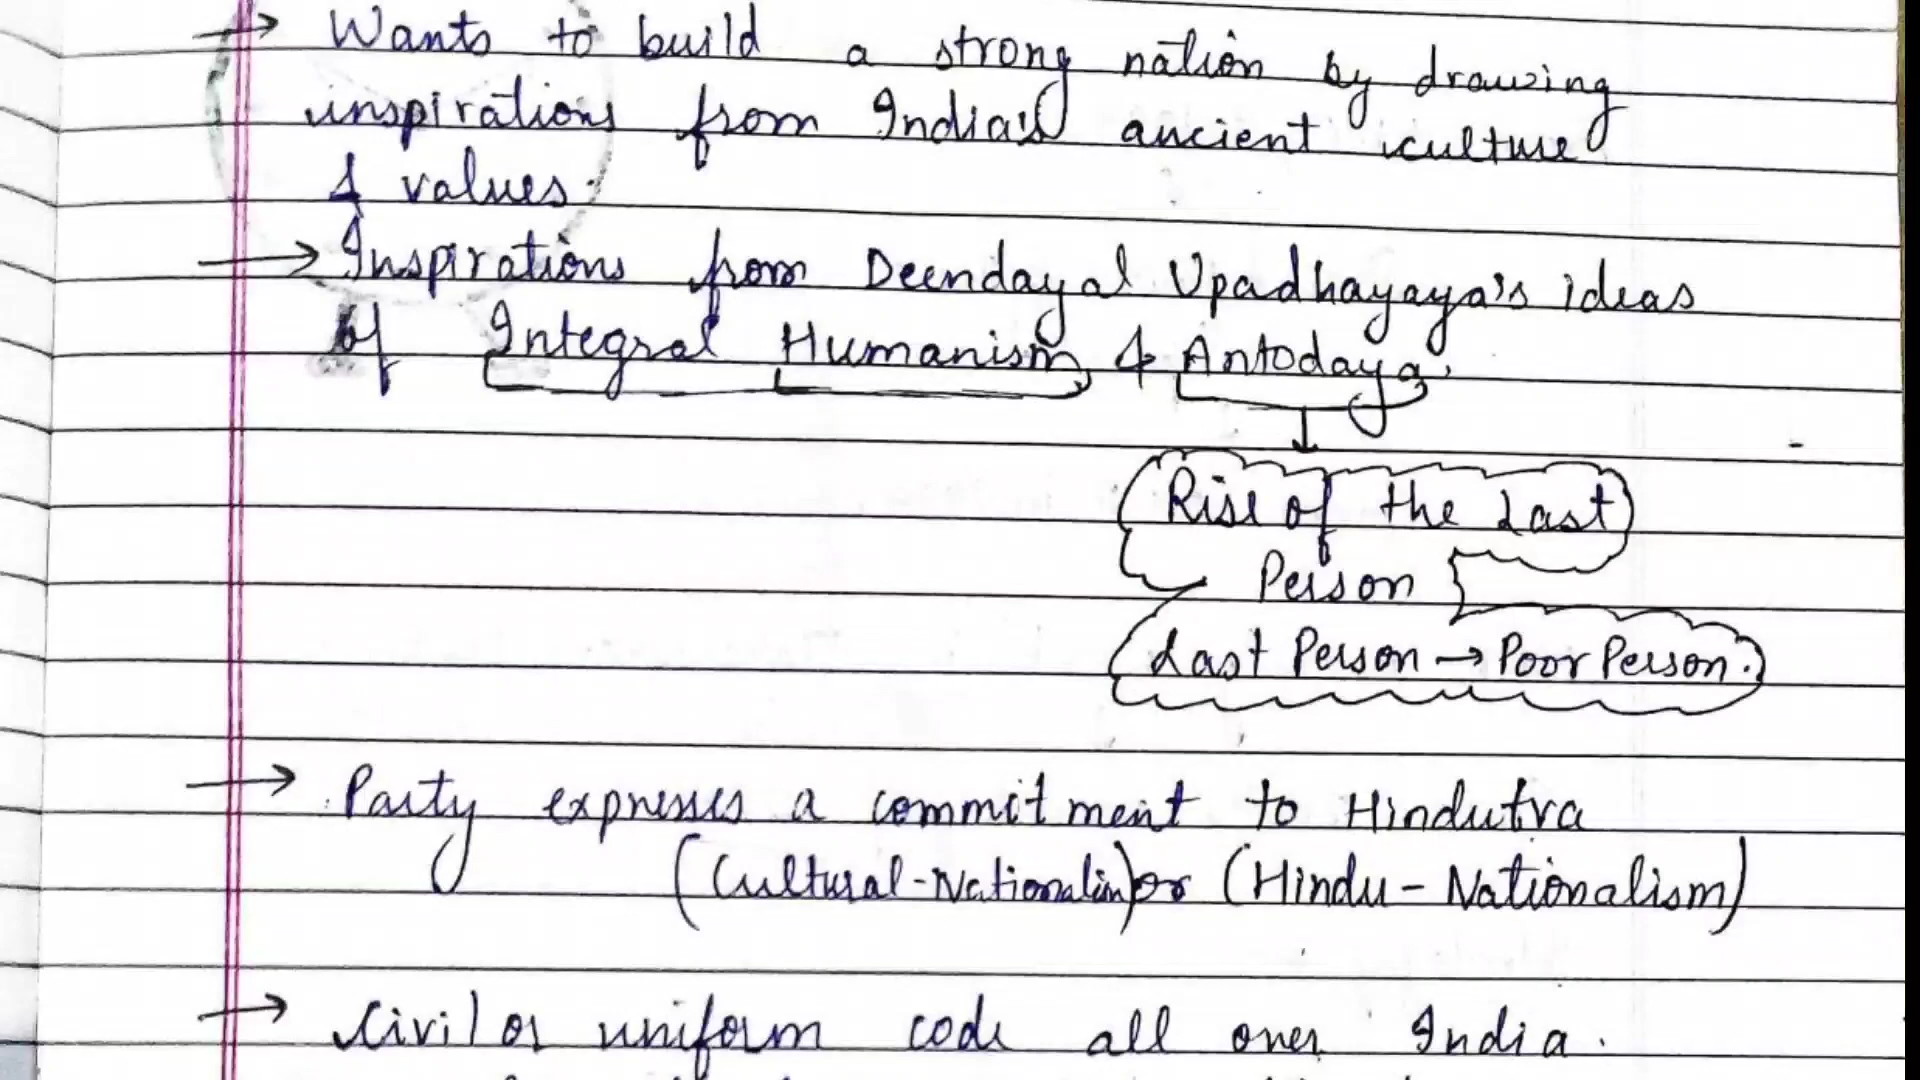 → Wants to build a strong nation by drawing
inspirations from India's ancient culture
& values.
→ Inspirations from Deendayal Upadhayaya's ideas
of Integral Humanism & Antodaya.
Rise of the Last
Person
Last Person → Poor Person.
→ Party expresses a commitment to Hindutva
(Cultural-Nationalism) or (Hindu-Nationalism)
→ Civil or uniform code all over India.